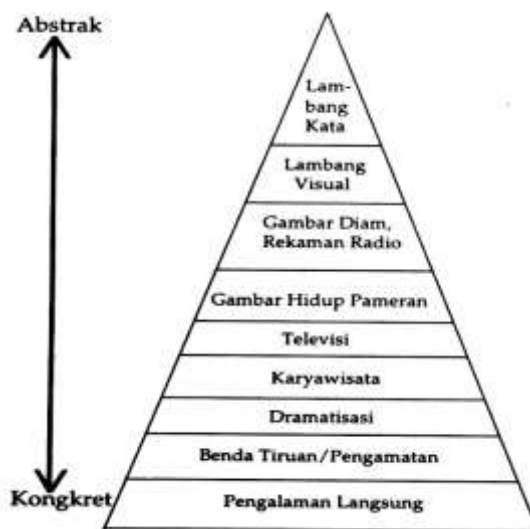 Abstrak
Lam-
bang
Kata
Lambang
Visual
Gambar Diam,
Rekaman Radio
Gambar Hidup Pameran
Televisi
Karyawisata
Dramatisasi
Benda Tiruan/Pengamatan
Kongkret
Pengalaman Langsung